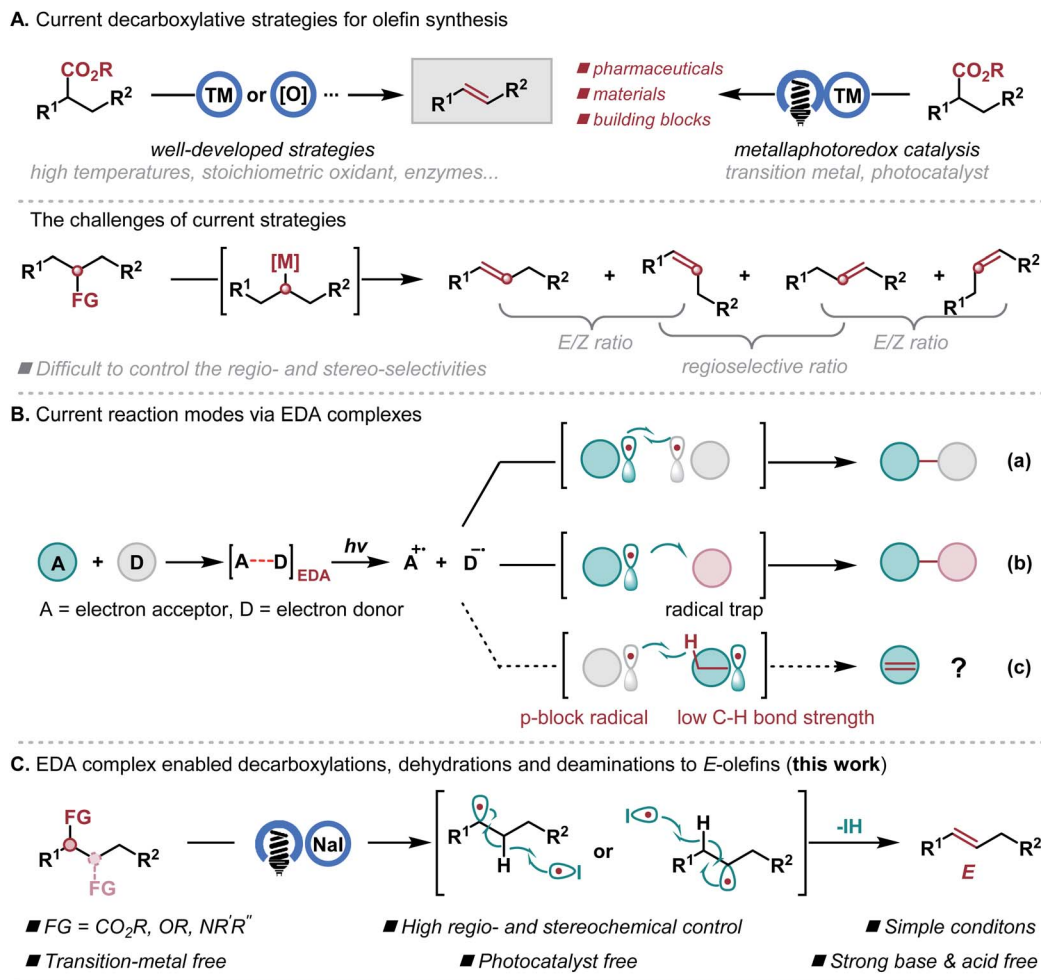 A. Current decarboxylative strategies for olefin synthesis
CO2R
R1 R2
TM or [O] ...
R1 R2
■ pharmaceuticals
■ materials
■ building blocks
TM
CO2R
R1 R2
well-developed strategies
high temperatures, stoichiometric oxidant, enzymes...
metallaphotoredox catalysis
transition metal, photocatalyst
The challenges of current strategies
R1 R2
FG
[M]
R1 R2
R1 R2
+
R1
R2
+
R1 R2
+
R2
R1
E/Z ratio
regioselective ratio
E/Z ratio
■ Difficult to control the regio- and stereo-selectivities
B. Current reaction modes via EDA complexes
(a)
A + D [A---D]EDA hv A+· + D−·
A = electron acceptor, D = electron donor
radical trap
(b)
H
p-block radical low C-H bond strength
? (c)
C. EDA complex enabled decarboxylations, dehydrations and deaminations to E-olefins (this work)
FG
R1 R2
FG
NaI
R1 R2
H
I
or
I
H
R1 R2
-IH
R1 R2
E
■ FG = CO2R, OR, NR'R"
■ High regio- and stereochemical control
■ Simple conditons
■ Transition-metal free
■ Photocatalyst free
■ Strong base & acid free